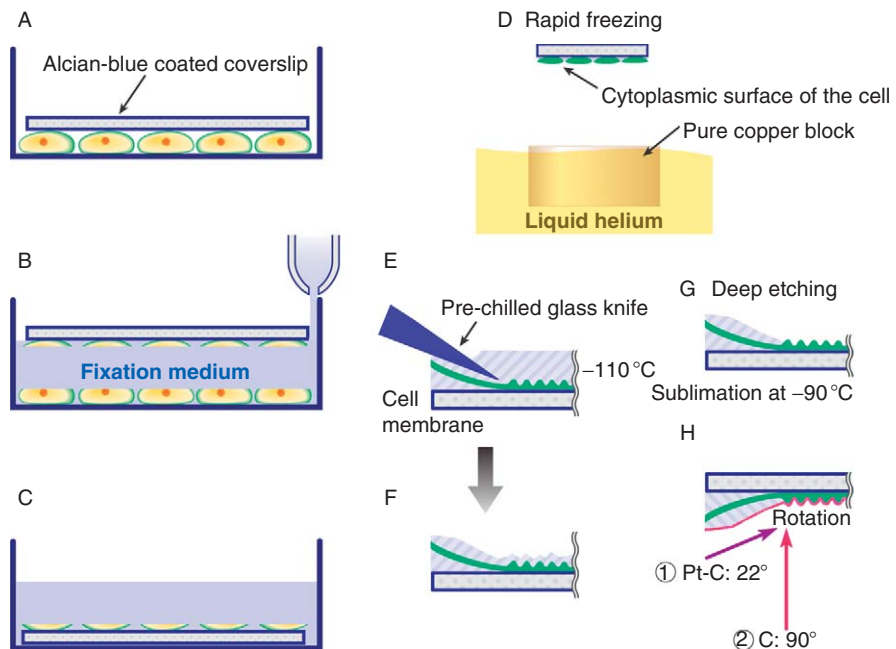 A
Alcian-blue coated coverslip
B
Fixation medium
C
D Rapid freezing
Cytoplasmic surface of the cell
Pure copper block
Liquid helium
E
Pre-chilled glass knife
–110 °C
Cell
membrane
F
G Deep etching
Sublimation at –90 °C
H
Rotation
① Pt-C: 22°
② C: 90°